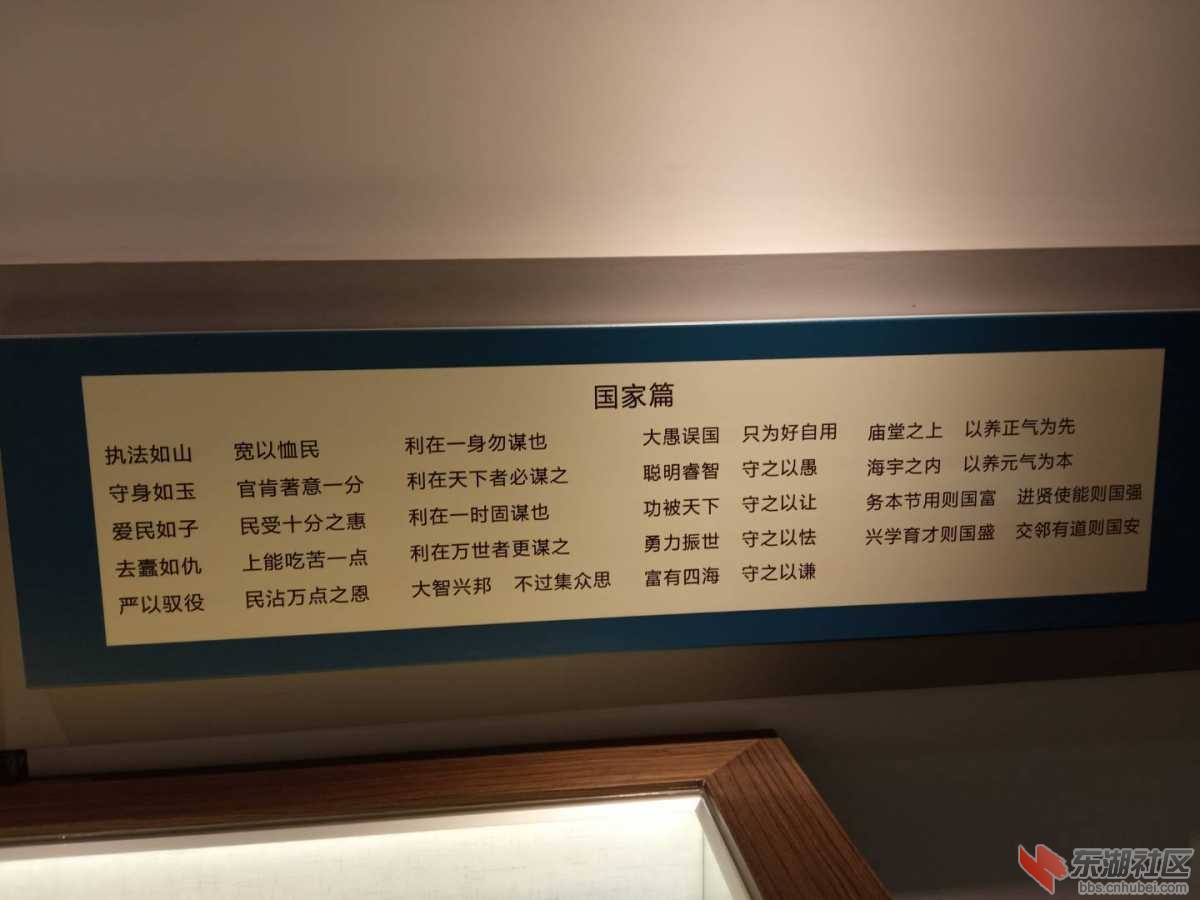 国家篇
执法如山
守身如玉
爱民如子
去蠹如仇
严以驭役
宽以恤民
官肯著意一分
民受十分之惠
上能吃苦一点
民沾万点之恩
利在一身勿谋也
利在天下者必谋之
利在一时固谋也
利在万世者更谋之
大智兴邦 不过集众思
大愚误国 只为好自用
聪明睿智 守之以愚
功被天下 守之以让
勇力振世 守之以怯
富有四海 守之以谦
庙堂之上 以养正气为先
海宇之内 以养元气为本
务本节用则国富 进贤使能则国强
兴学育才则国盛 交邻有道则国安
东湖社区
bbs.cnhubei.com